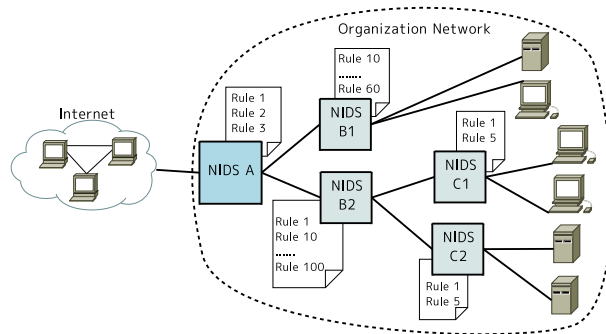 Organization Network
Internet
Rule 1
Rule 2
Rule 3
NIDS A
Rule 10
......
Rule 60
NIDS
B1
NIDS
B2
Rule 1
Rule 10
......
Rule 100
Rule 1
Rule 5
NIDS
C1
NIDS
C2
Rule 1
Rule 5